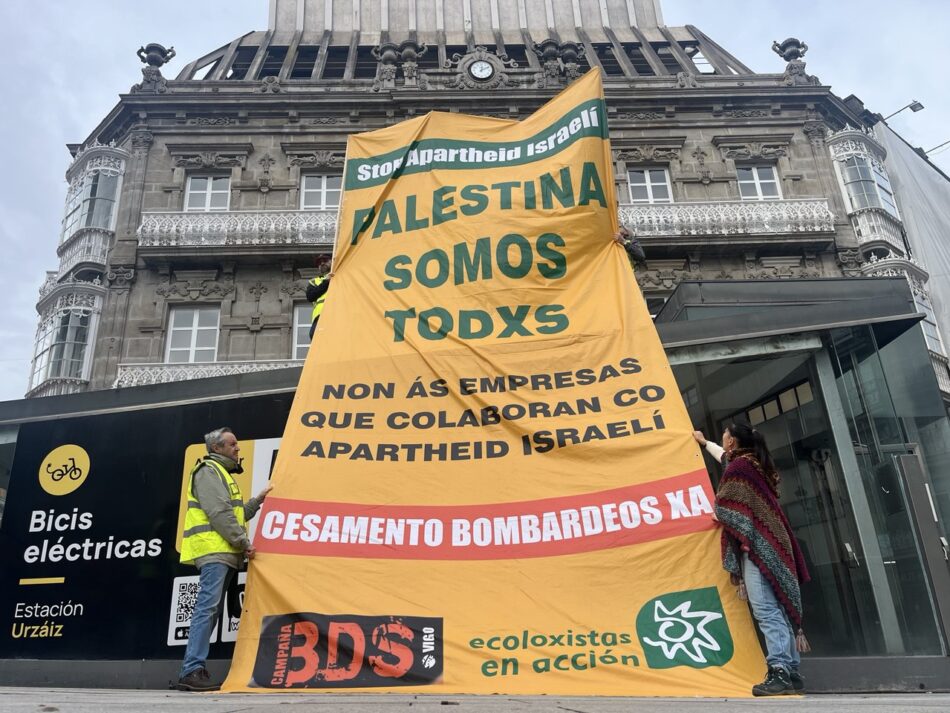 Stop Apartheid Israelí
PALESTINA
SOMOS
TODXS
NON ÁS EMPRESAS
QUE COLABORAN CO
APARTHEID ISRAELÍ
CESAMENTO BOMBARDEOS XA
CAMPAÑA
BDS
VIGO
ecoloxistas
en acción
Bicis
eléctricas
Estación
Urzáiz